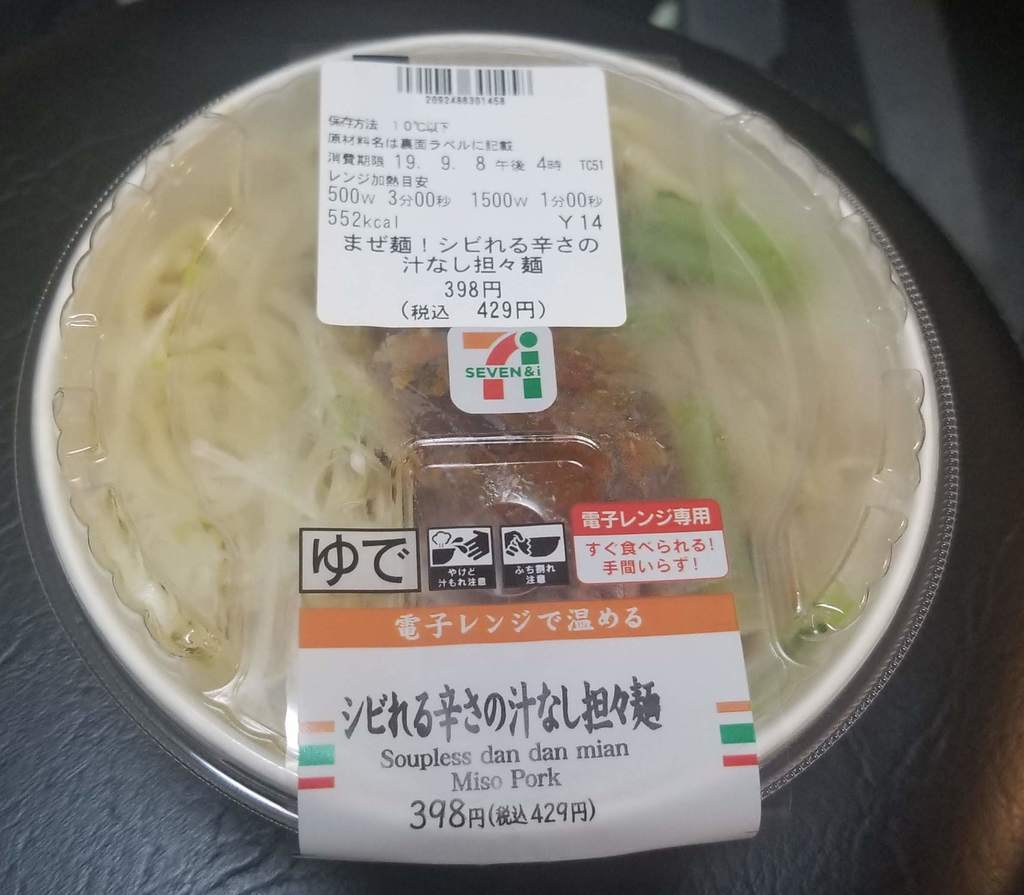 2092488301458
保存方法 10℃以下
原材料名は裏面ラベルに記載
消費期限 19. 9. 8 午後 4時 TC51
レンジ加熱目安
500W 3分00秒 1500W 1分00秒
552kcal Y14
まぜ麺！シビれる辛さの
汁なし担々麺
398円
(税込 429円)
SEVEN&i
ゆで
やけど
汁もれ注意
ふち割れ
注意
電子レンジ専用
すぐ食べられる!
手間いらず!
電子レンジで温める
シビれる辛さの汁なし担々麺
Soupless dan dan mian
Miso Pork
398円(税込429円)